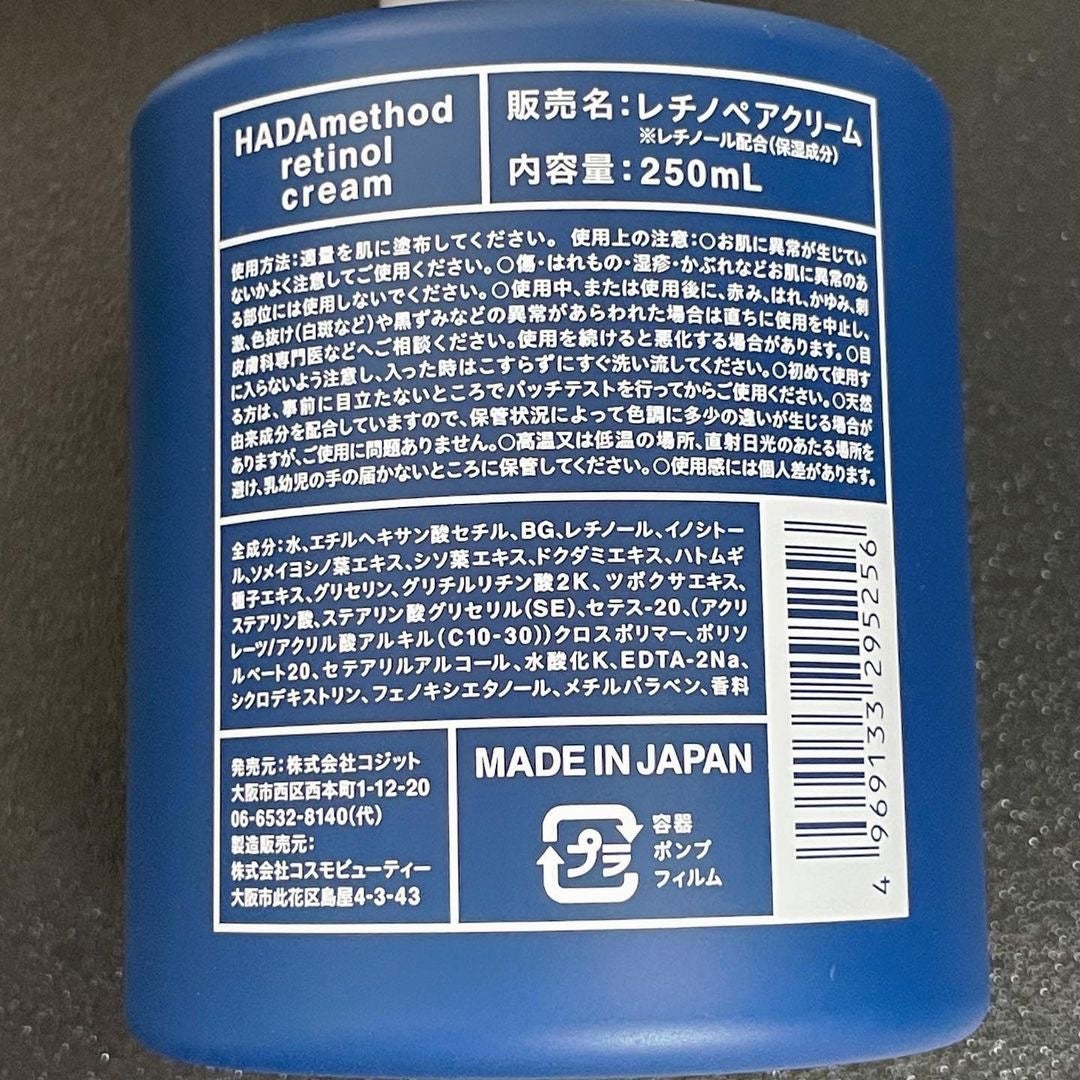 HADAmethod
retinol
cream
販売名:レチノペアクリーム
※レチノール配合(保湿成分)
内容量:250mL
使用方法:適量を肌に塗布してください。 使用上の注意:○お肌に異常が生じてい
ないかよく注意してご使用ください。○傷・はれもの・湿疹・かぶれなどお肌に異常のあ
る部位には使用しないでください。○使用中、または使用後に、赤み、はれ、かゆみ、刺
激、色抜け(白斑など)や黒ずみなどの異常があらわれた場合は直ちに使用を中止し、
皮膚科専門医などへご相談ください。使用を続けると悪化する場合があります。○目
に入らないよう注意し、入った時はこすらずにすぐ洗い流してください。○初めて使用す
る方は、事前に目立たないところでパッチテストを行ってからご使用ください。○天然
由来成分を配合していますので、保管状況によって色調に多少の違いが生じる場合が
ありますが、ご使用に問題ありません。○高温又は低温の場所、直射日光のあたる場所を
避け、乳幼児の手の届かないところに保管してください。○使用感には個人差があります。
全成分:水、エチルヘキサン酸セチル、BG、レチノール、イノシトー
ル、ソメイヨシノ葉エキス、シソ葉エキス、ドクダミエキス、ハトムギ
種子エキス、グリセリン、グリチルリチン酸2K、ツボクサエキス、
ステアリン酸、ステアリン酸グリセリル(SE)、セテス-20、(アクリ
レーツ/アクリル酸アルキル(C10-30))クロスポリマー、ポリソ
ルベート20、セテアリルアルコール、水酸化K、EDTA-2Na、
シクロデキストリン、フェノキシエタノール、メチルパラベン、香料
発売元:株式会社コジット
大阪市西区西本町1-12-20
06-6532-8140(代)
製造販売元:
株式会社コスモビューティー
大阪市此花区島屋4-3-43
MADE IN JAPAN
プラ
容器
ポンプ
フィルム
4 969133 295256